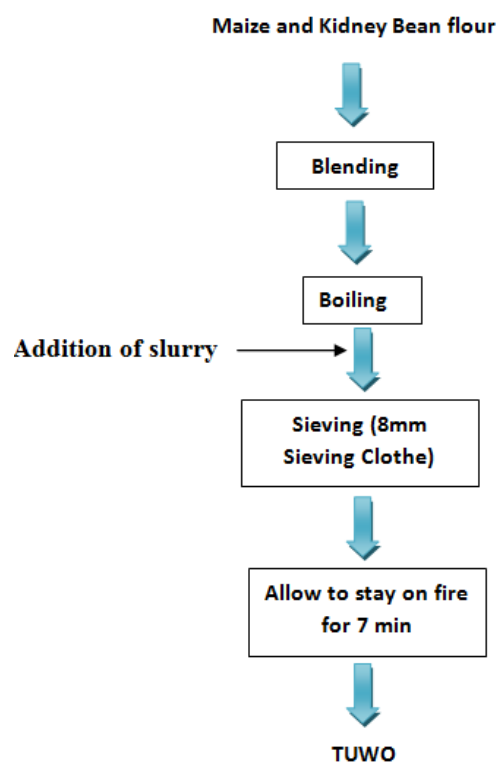 Maize and Kidney Bean flour
Blending
Boiling
Addition of slurry
Sieving (8mm
Sieving Clothe)
Allow to stay on fire
for 7 min
TUWO